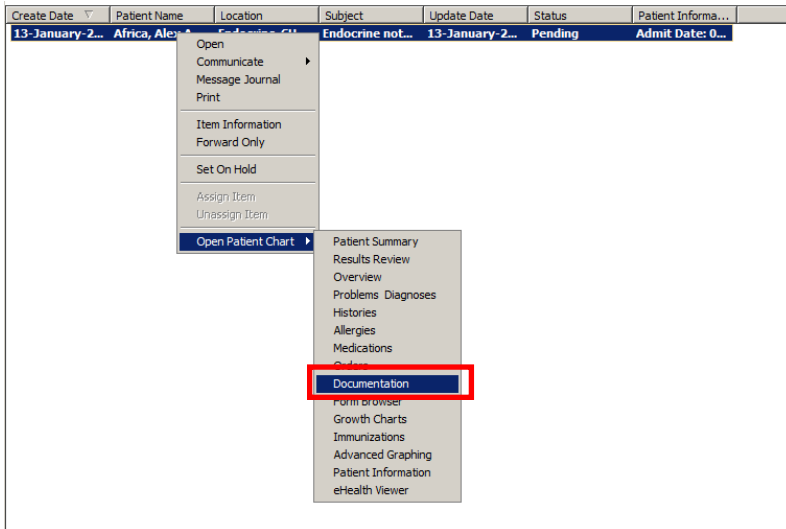 Create Date Patient Name Location Subject Update Date Status Patient Informa...
13-January-2... Africa, Alex A Endocrine, CH Endocrine not... 13-January-2... Pending Admit Date: 0...
Open
Communicate
Message Journal
Print
Item Information
Forward Only
Set On Hold
Assign Item
Unassign Item
Open Patient Chart
Patient Summary
Results Review
Overview
Problems Diagnoses
Histories
Allergies
Medications
Orders
Documentation
Form Browser
Growth Charts
Immunizations
Advanced Graphing
Patient Information
eHealth Viewer